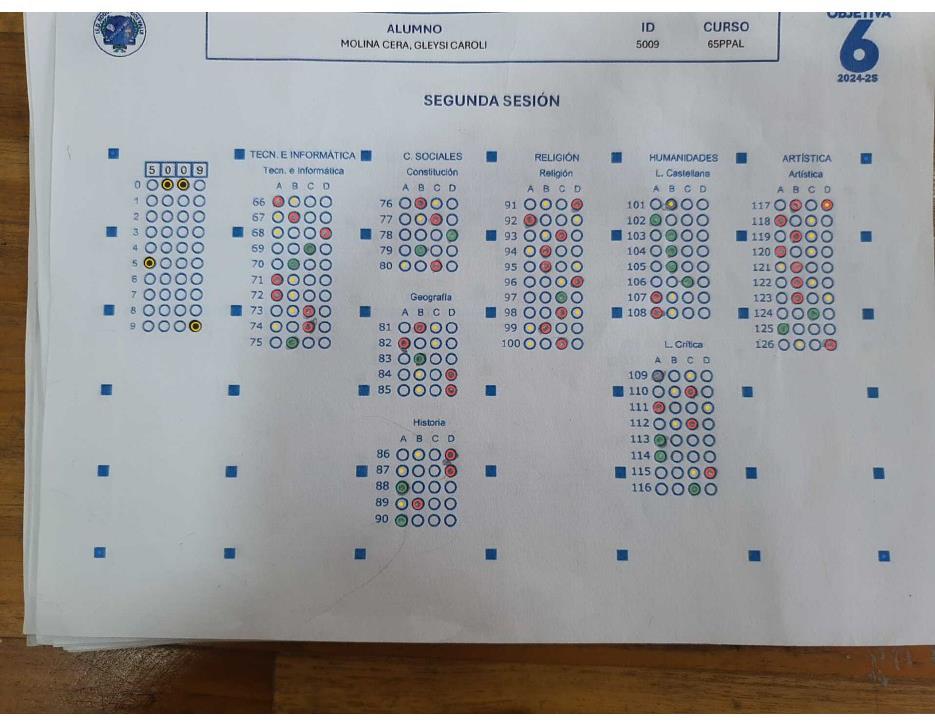 ALUMNO
MOLINA CERA, GLEYSI CAROLI
ID
5009
CURSO
65PPAL
OBJETIVA
6
2024-25
SEGUNDA SESIÓN
5 0 0 9
0
1
2
3
4
5
6
7
8
9
TECN. E INFORMÁTICA
Tecn. e Informática
A B C D
66
67
68
69
70
71
72
73
74
75
C. SOCIALES
Constitución
A B C D
76
77
78
79
80
Geografía
A B C D
81
82
83
84
85
Historia
A B C D
86
87
88
89
90
RELIGIÓN
Religión
A B C D
91
92
93
94
95
96
97
98
99
100
HUMANIDADES
L. Castellana
A B C D
101
102
103
104
105
106
107
108
L. Crítica
A B C D
109
110
111
112
113
114
115
116
ARTÍSTICA
Artística
A B C D
117
118
119
120
121
122
123
124
125
126